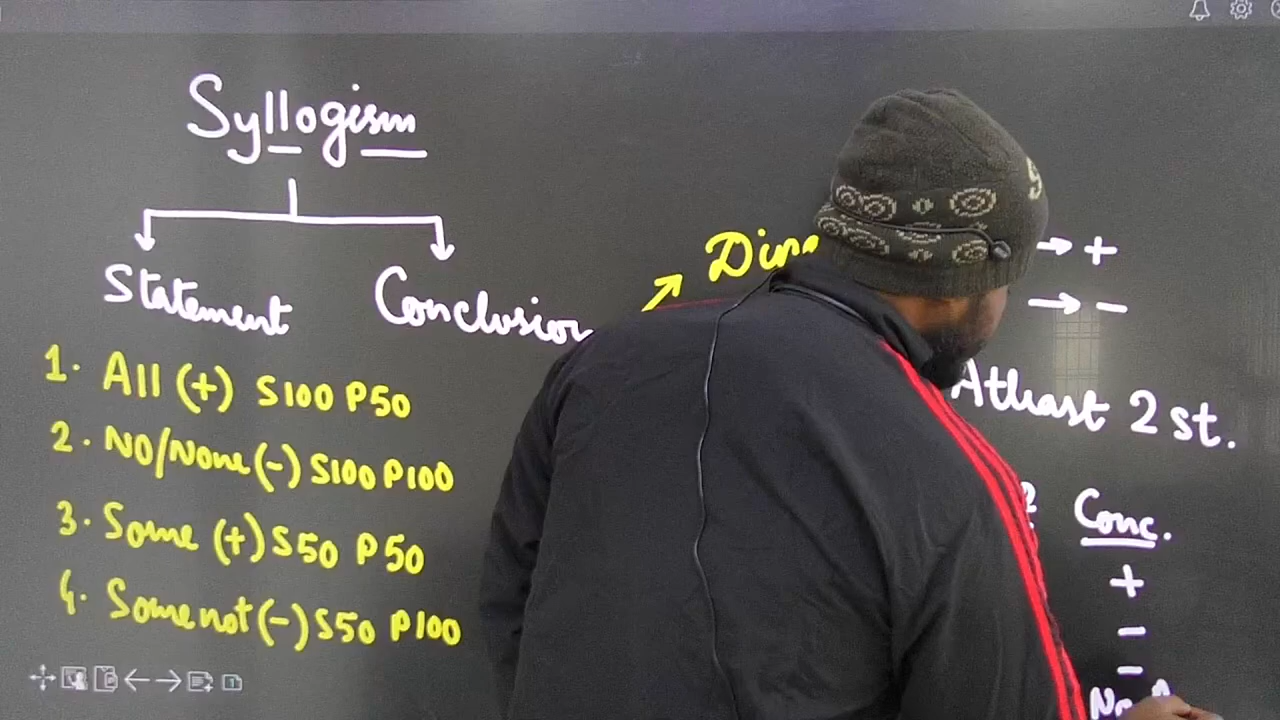 Syllogism
Statement
Conclusion
1. All (+) S100 P50
2. NO/None (-) S100 P100
3. Some (+) S50 P50
4. Some not (-) S50 P100
→ +
→ -
Atleast 2 st.
2 Conc.
+
-
-